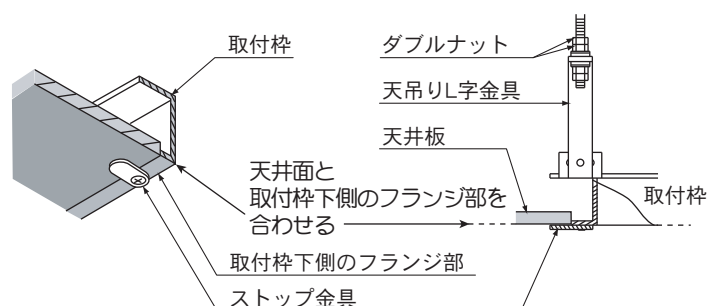 取付枠
ダブルナット
天吊りL字金具
天井板
天井面と
取付枠下側のフランジ部を
合わせる
取付枠
取付枠下側のフランジ部
ストップ金具